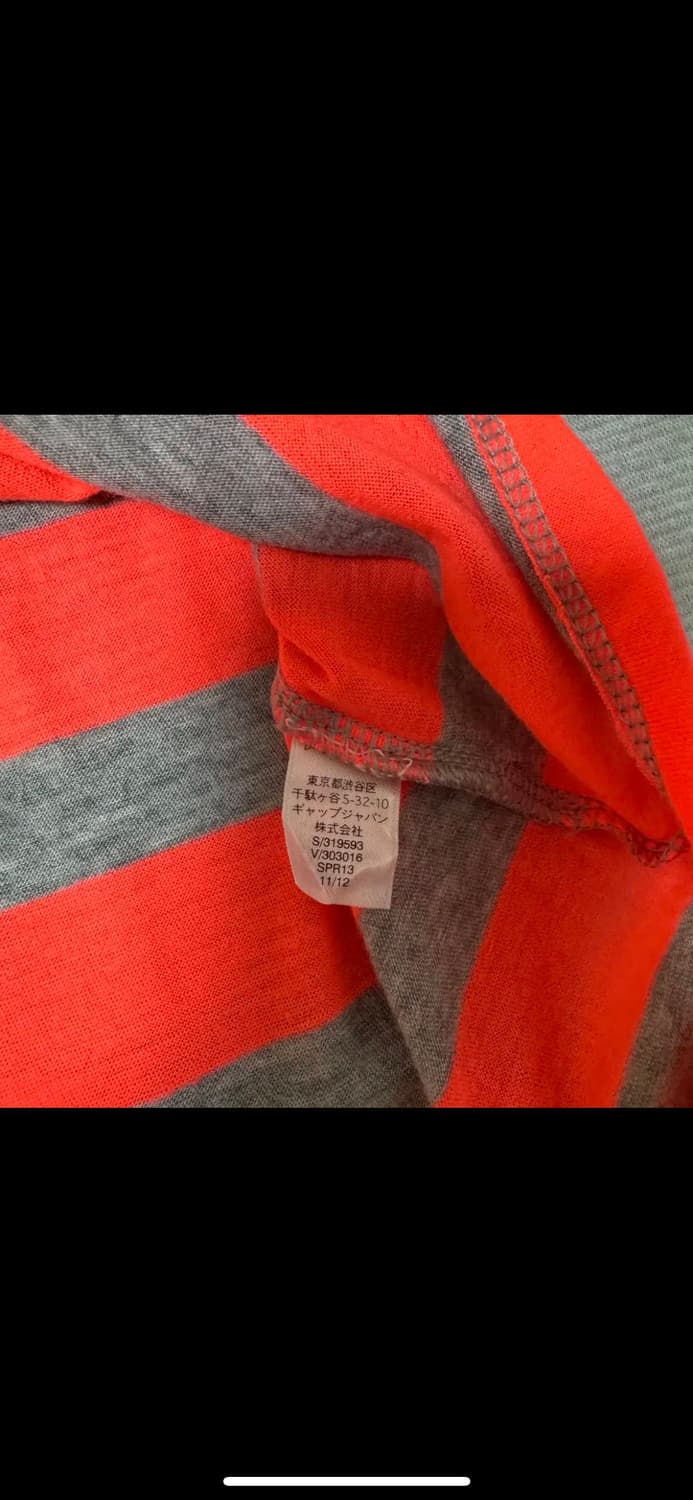 東京都渋谷区
千駄ヶ谷5-32-10
ギャップジャパン
株式会社
S/319593
V/303016
SPR13
11/12